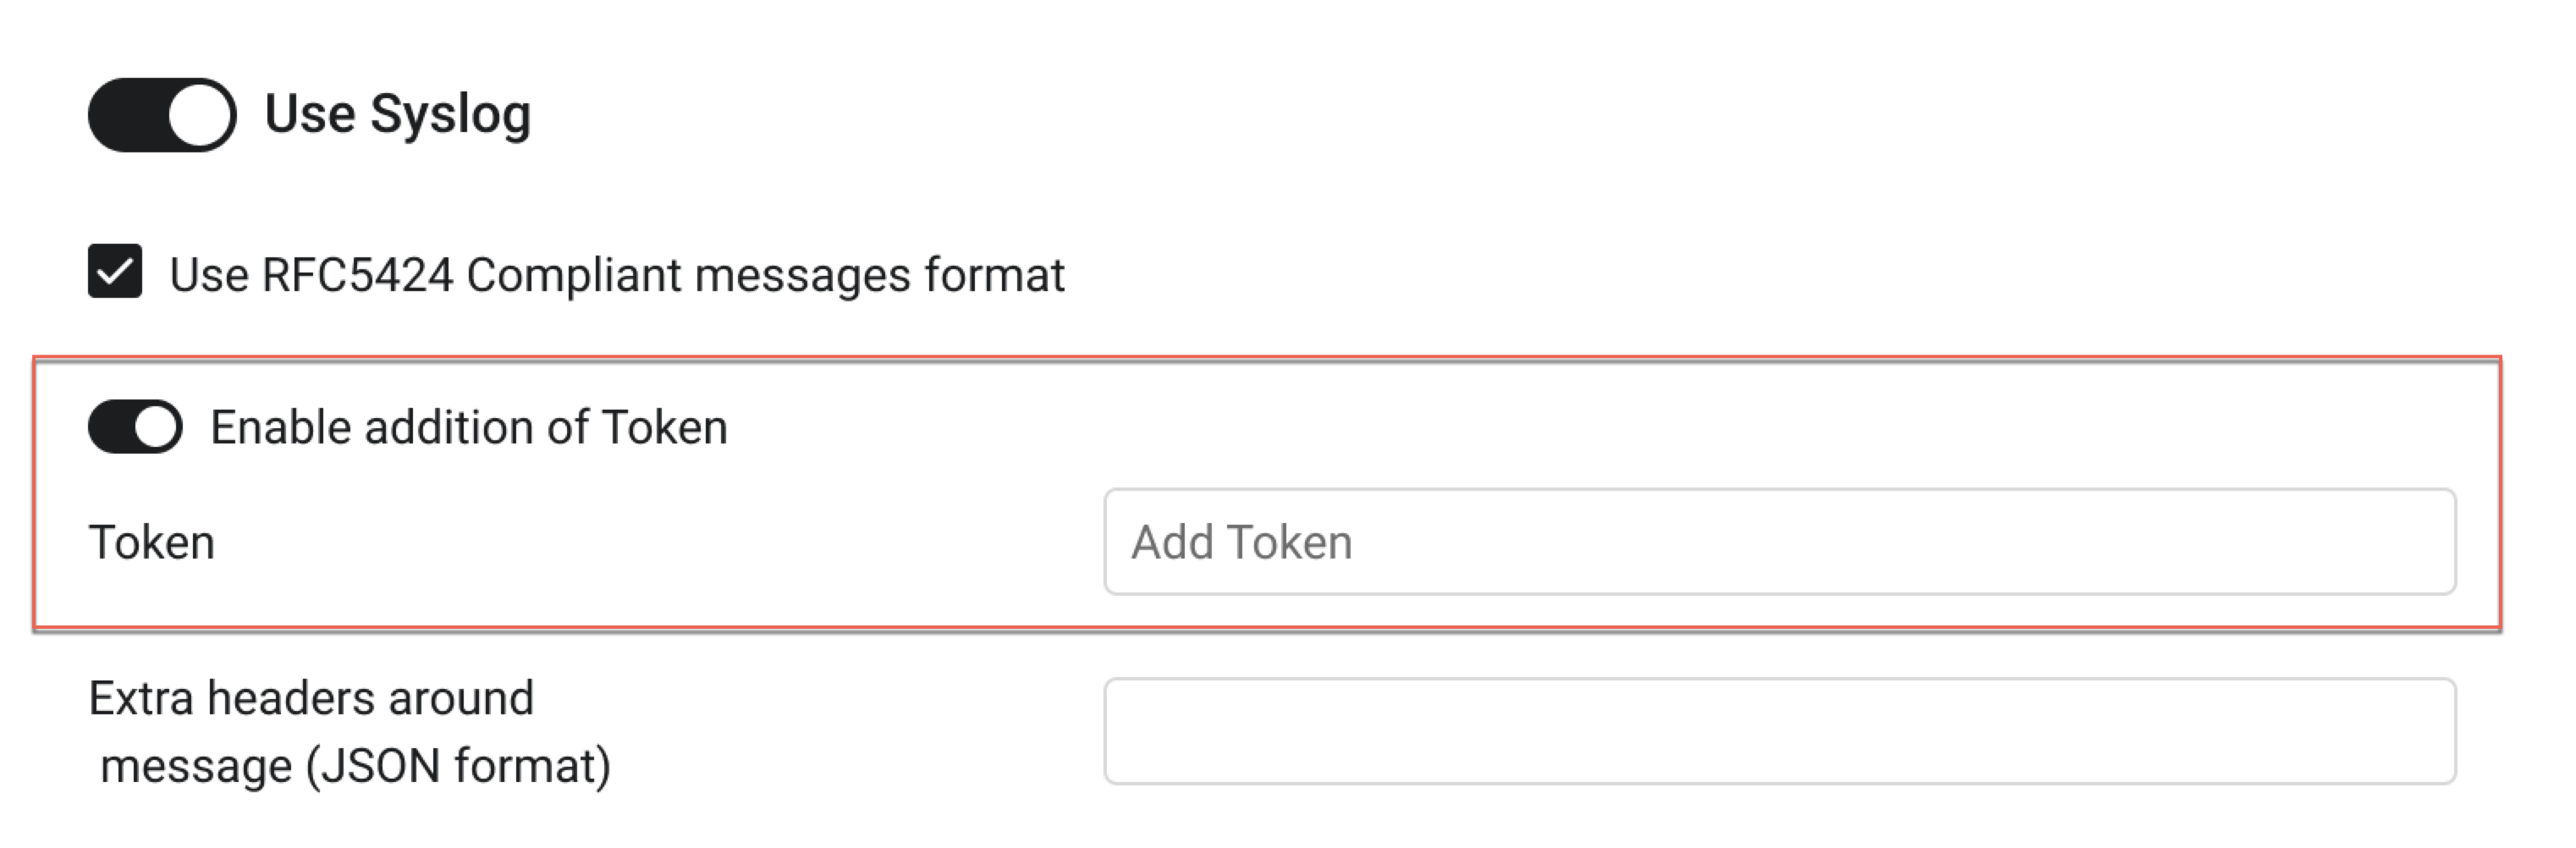 Use Syslog
Use RFC5424 Compliant messages format
Enable addition of Token
Token
Add Token
Extra headers around
message (JSON format)